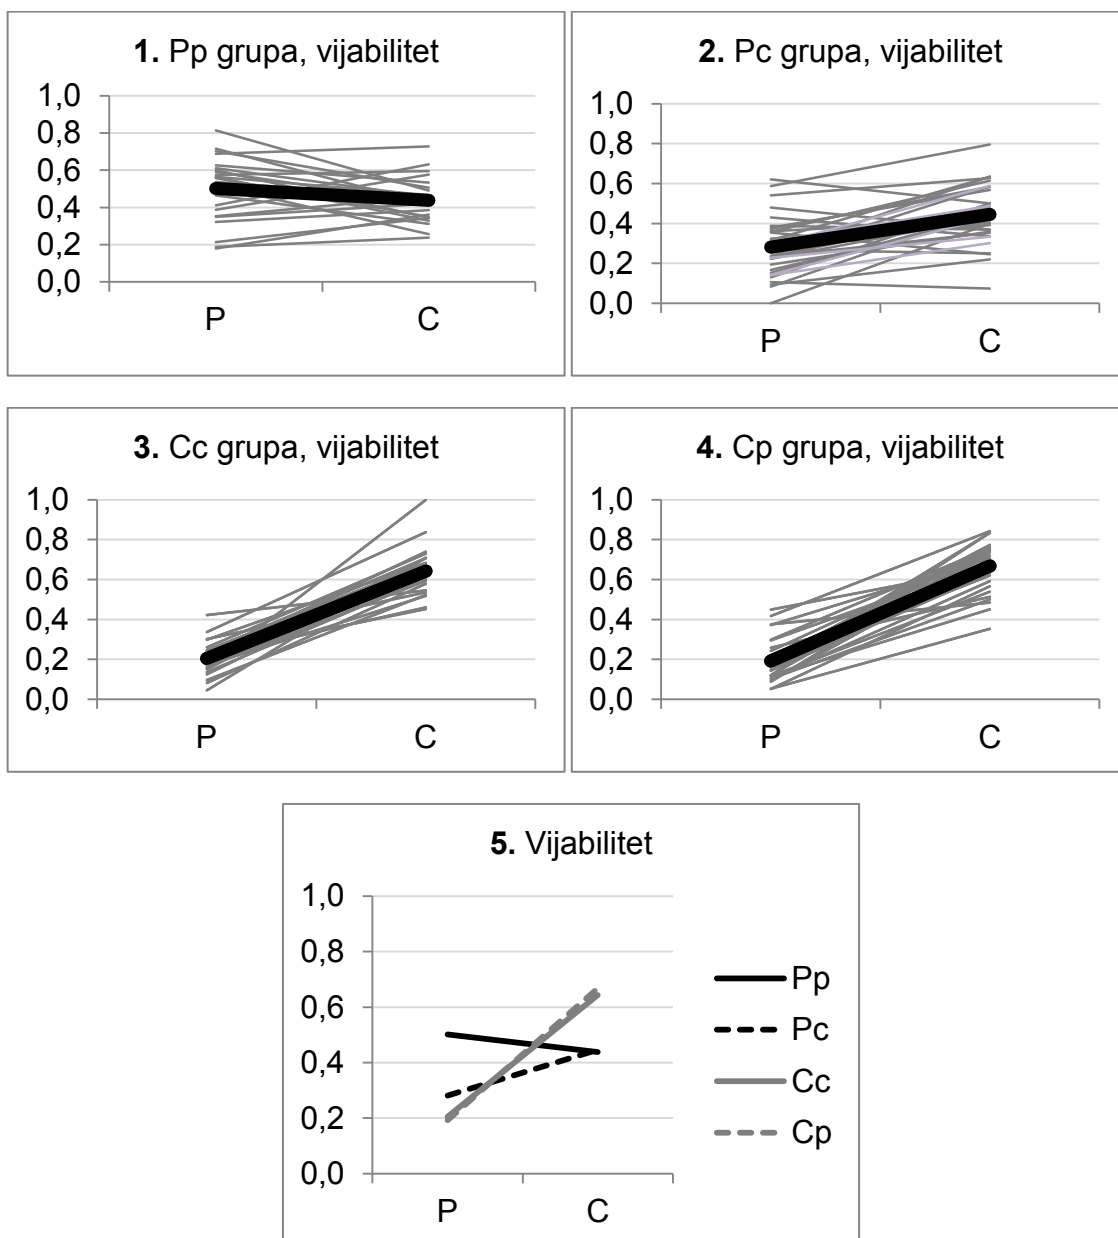 1. Pp grupa, vijabilitet
1,0
0,8
0,6
0,4
0,2
0,0
P C
2. Pc grupa, vijabilitet
1,0
0,8
0,6
0,4
0,2
0,0
P C
3. Cc grupa, vijabilitet
1,0
0,8
0,6
0,4
0,2
0,0
P C
4. Cp grupa, vijabilitet
1,0
0,8
0,6
0,4
0,2
0,0
P C
5. Vijabilitet
1,0
0,8
0,6
0,4
0,2
0,0
P C
Pp
Pc
Cc
Cp